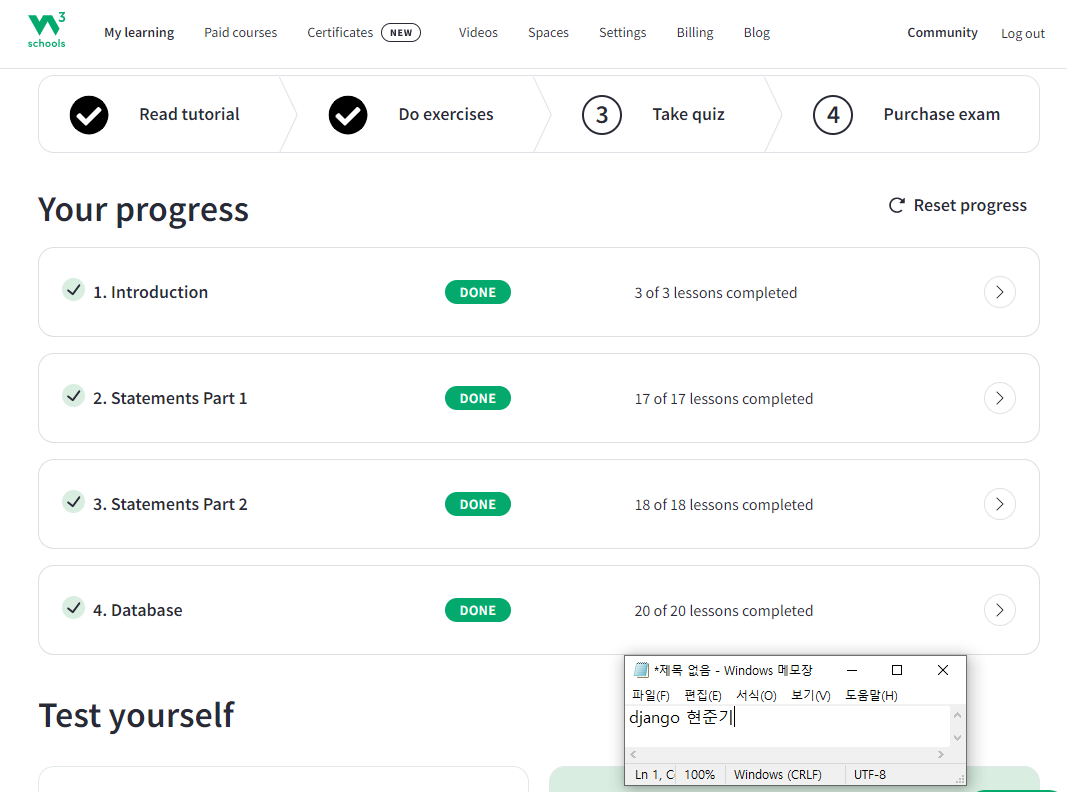 W3
schools
My learning
Paid courses
Certificates
NEW
Videos
Spaces
Settings
Billing
Blog
Community
Log out
Read tutorial
Do exercises
3
Take quiz
4
Purchase exam
Your progress
Reset progress
1. Introduction
DONE
3 of 3 lessons completed
2. Statements Part 1
DONE
17 of 17 lessons completed
3. Statements Part 2
DONE
18 of 18 lessons completed
4. Database
DONE
20 of 20 lessons completed
Test yourself
*제목 없음 - Windows 메모장
파일(F) 편집(E) 서식(O) 보기(V) 도움말(H)
django 현준기
Ln 1, C
100%
Windows (CRLF)
UTF-8